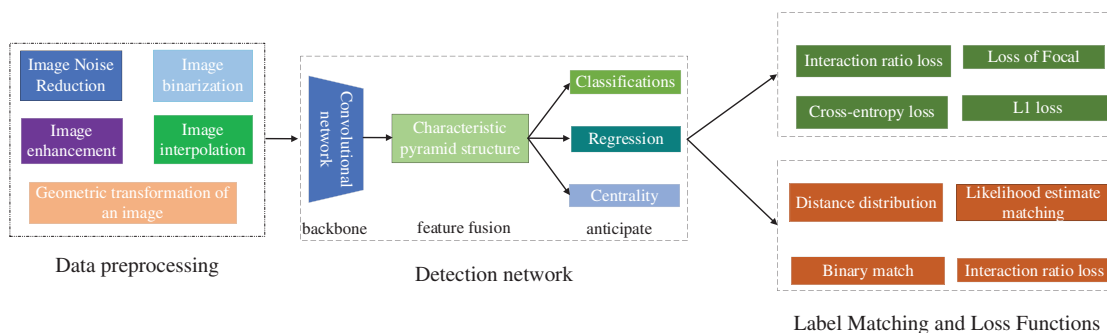 Image Noise
Reduction
Image
binarization
Image
enhancement
Image
interpolation
Geometric transformation of
an image
Data preprocessing
Convolutional
network
backbone
Characteristic
pyramid structure
feature fusion
Classifications
Regression
Centrality
anticipate
Detection network
Interaction ratio loss
Loss of Focal
Cross-entropy loss
L1 loss
Distance distribution
Likelihood estimate
matching
Binary match
Interaction ratio loss
Label Matching and Loss Functions